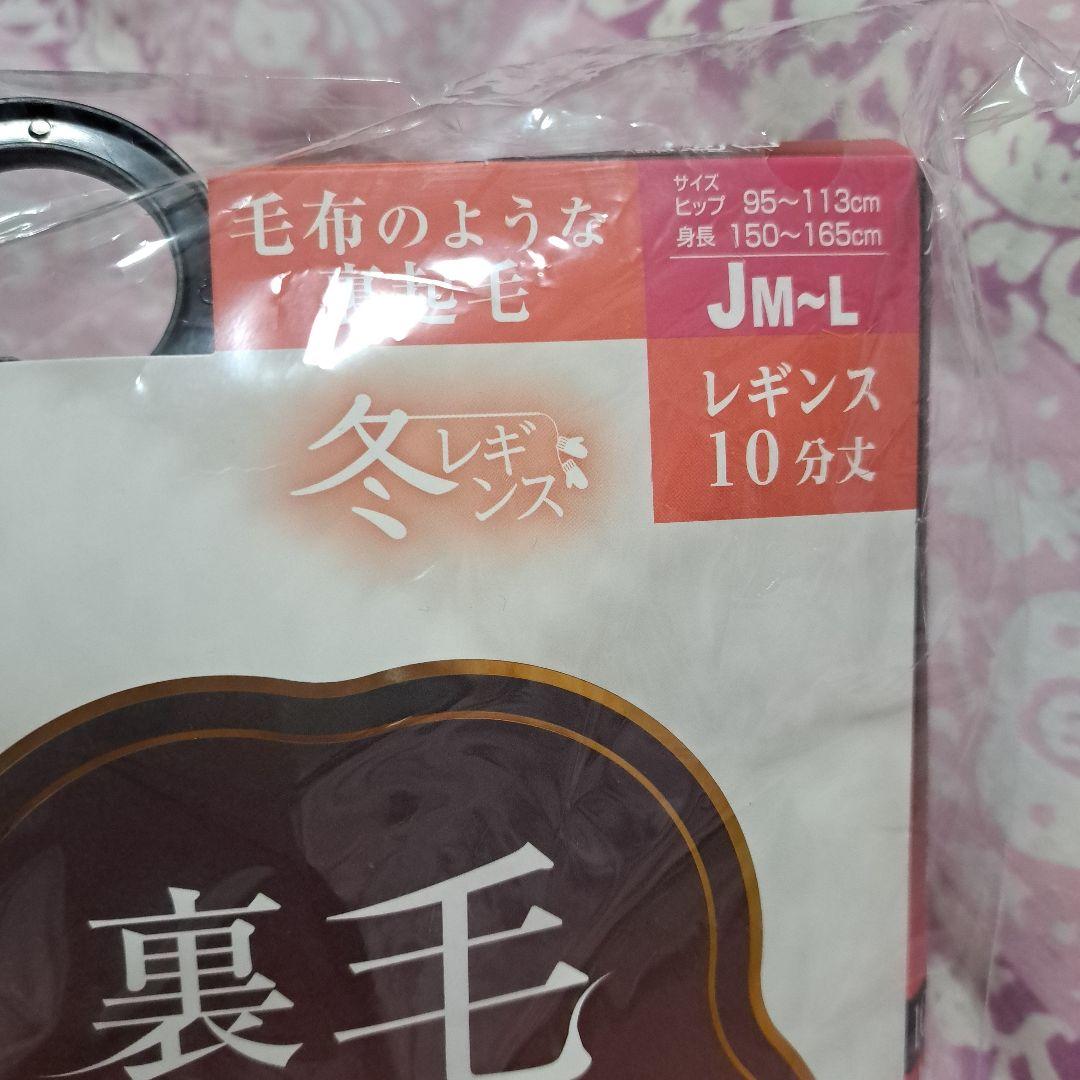 毛布のような
裏起毛
サイズ
ヒップ 95〜113cm
身長 150〜165cm
JM〜L
レギンス
10分丈
冬レギンス
裏毛